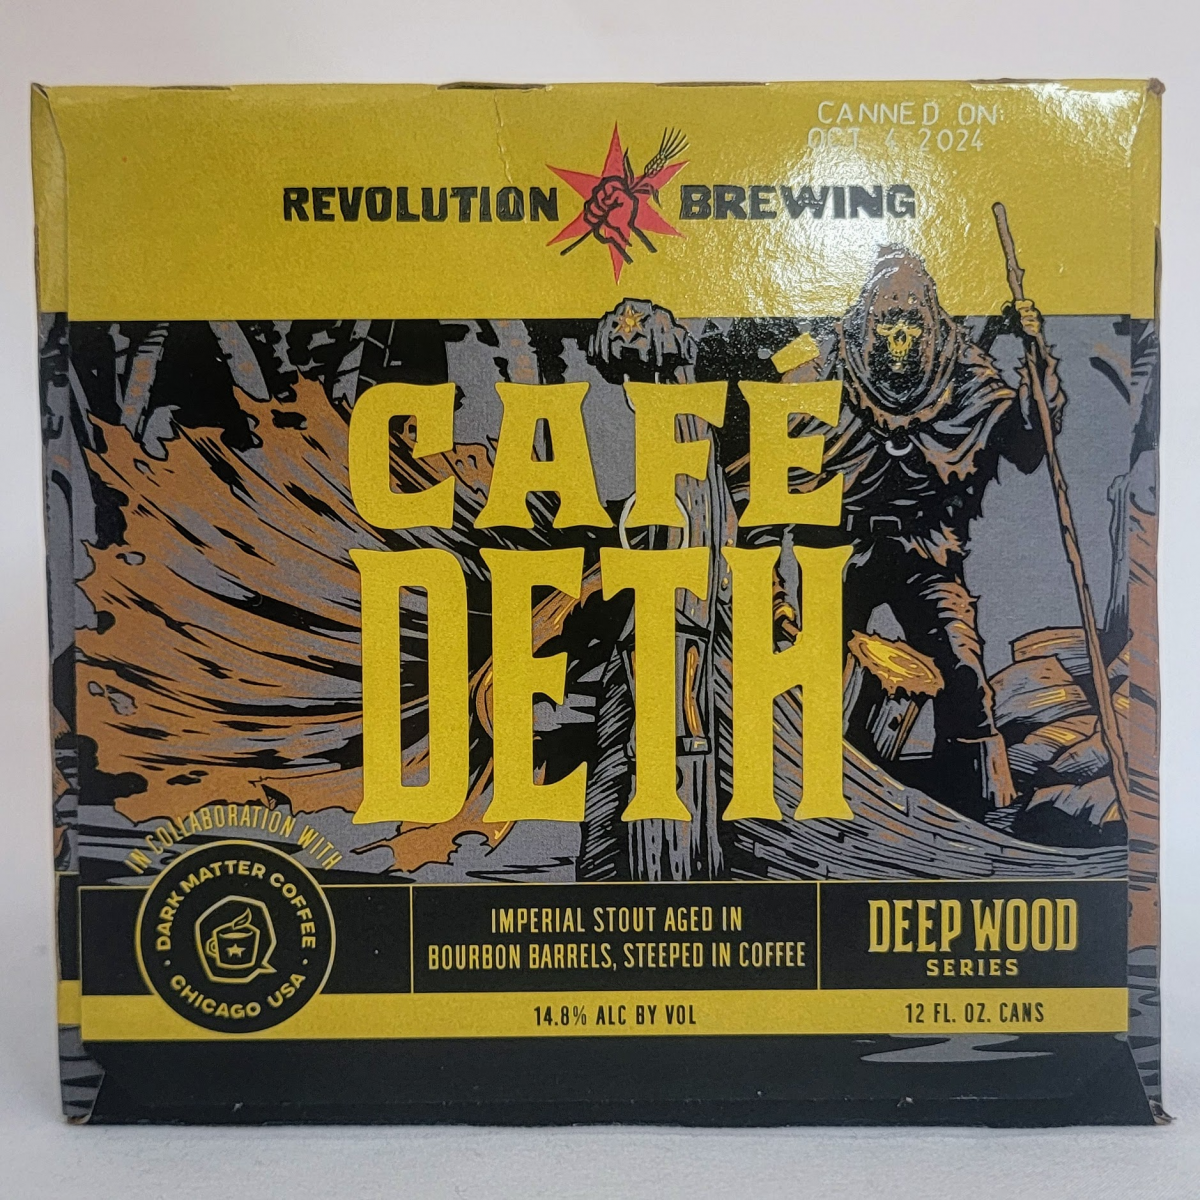 CANNED ON
OCT 4 2024
REVOLUTION BREWING
CAFÉ
DETH
IN COLLABORATION WITH
DARK MATTER COFFEE
· CHICAGO USA ·
IMPERIAL STOUT AGED IN
BOURBON BARRELS, STEEPED IN COFFEE
DEEP WOOD
SERIES
14.8% ALC BY VOL
12 FL. OZ. CANS